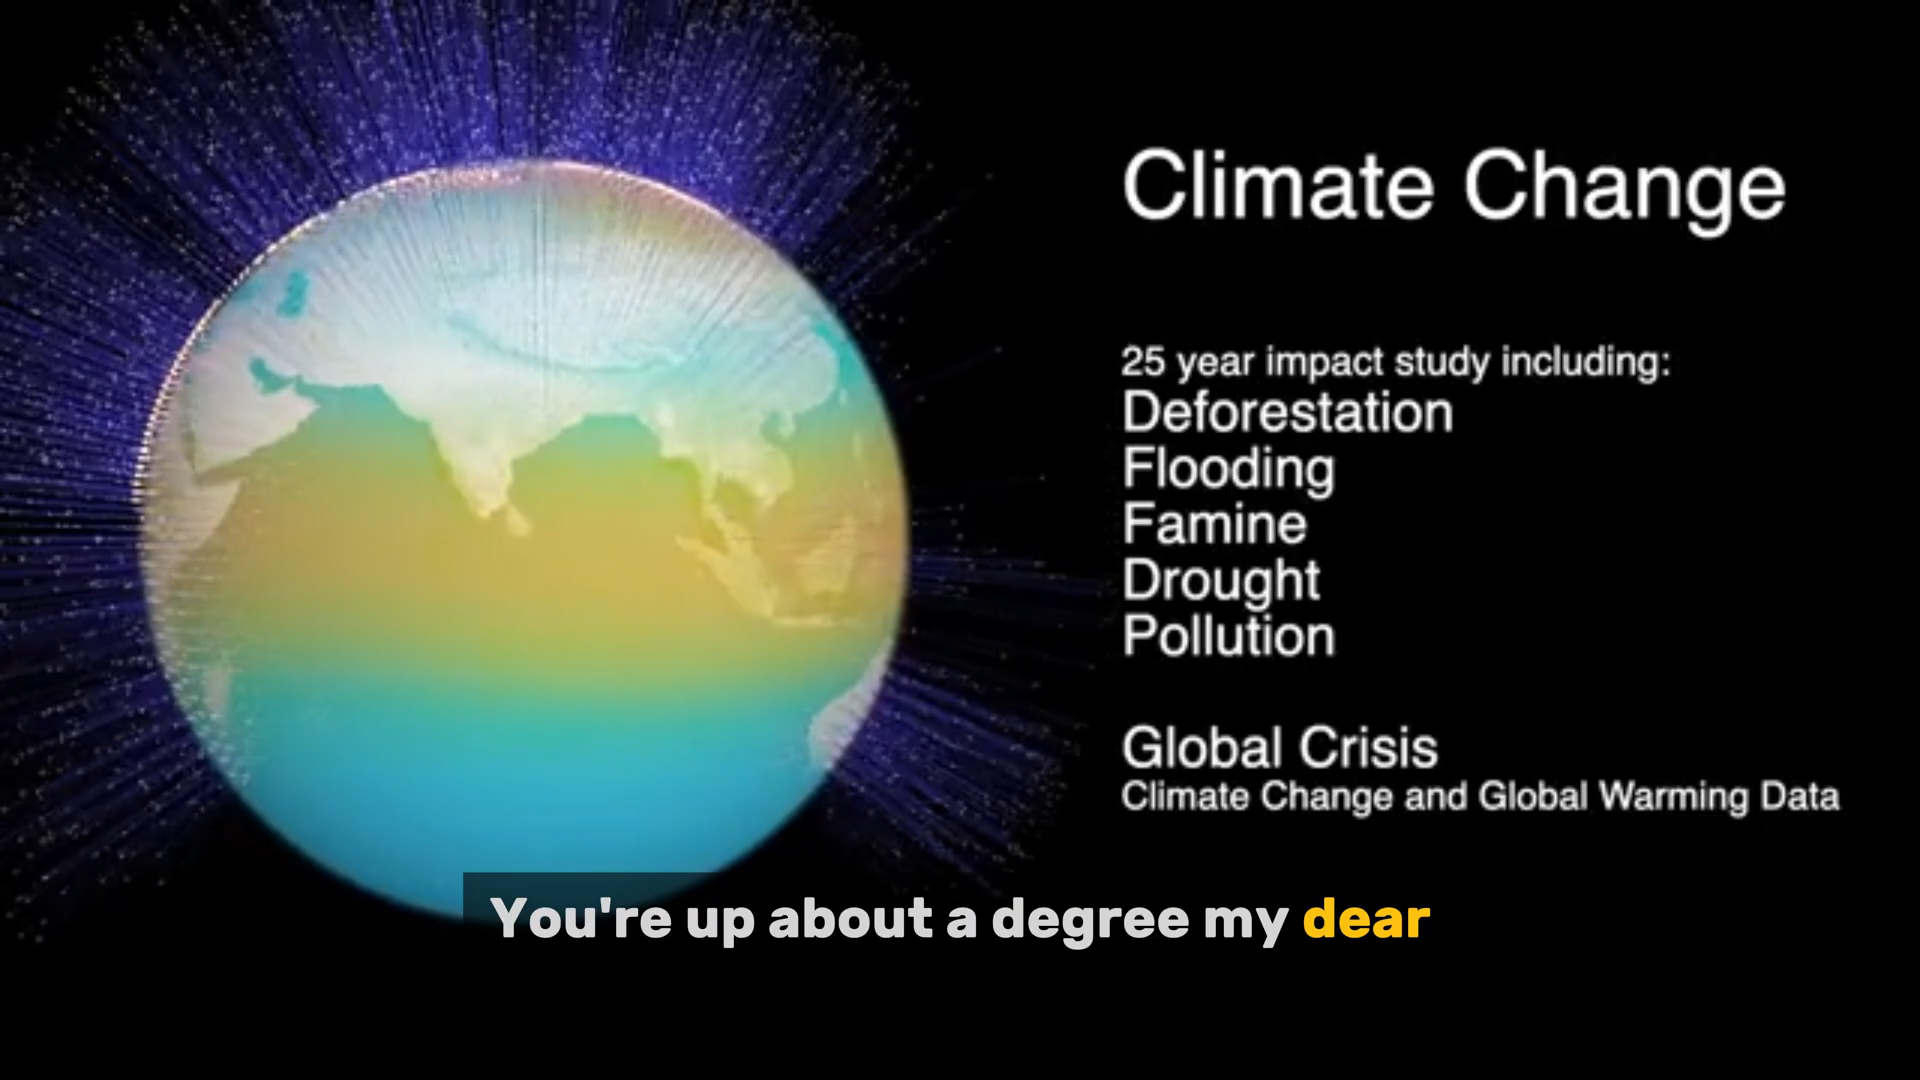 Climate Change
25 year impact study including:
Deforestation
Flooding
Famine
Drought
Pollution
Global Crisis
Climate Change and Global Warming Data
You're up about a degree my dear